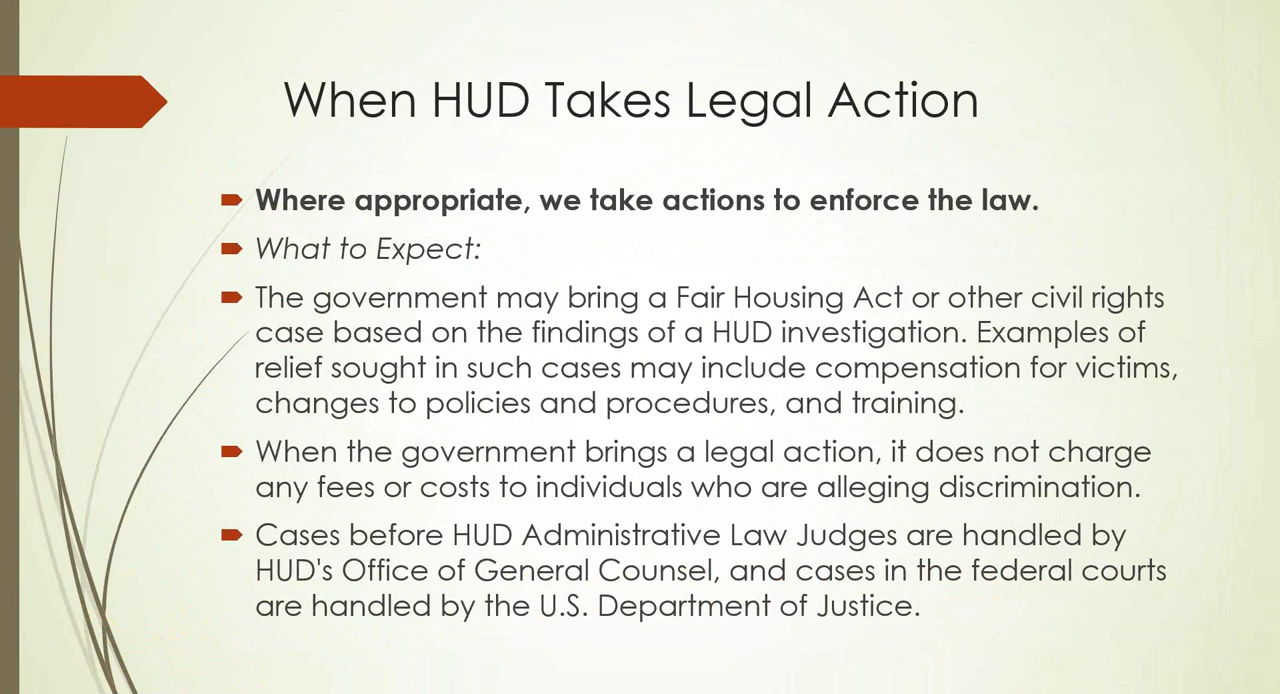 When HUD Takes Legal Action
Where appropriate, we take actions to enforce the law.
What to Expect:
The government may bring a Fair Housing Act or other civil rights
case based on the findings of a HUD investigation. Examples of
relief sought in such cases may include compensation for victims,
changes to policies and procedures, and training.
When the government brings a legal action, it does not charge
any fees or costs to individuals who are alleging discrimination.
Cases before HUD Administrative Law Judges are handled by
HUD's Office of General Counsel, and cases in the federal courts
are handled by the U.S. Department of Justice.